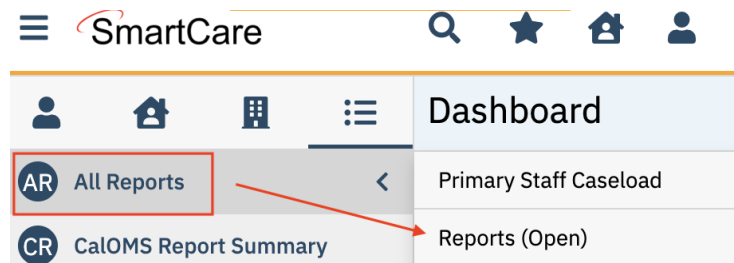 SmartCare
Dashboard
AR All Reports
Primary Staff Caseload
CR CalOMS Report Summary
Reports (Open)